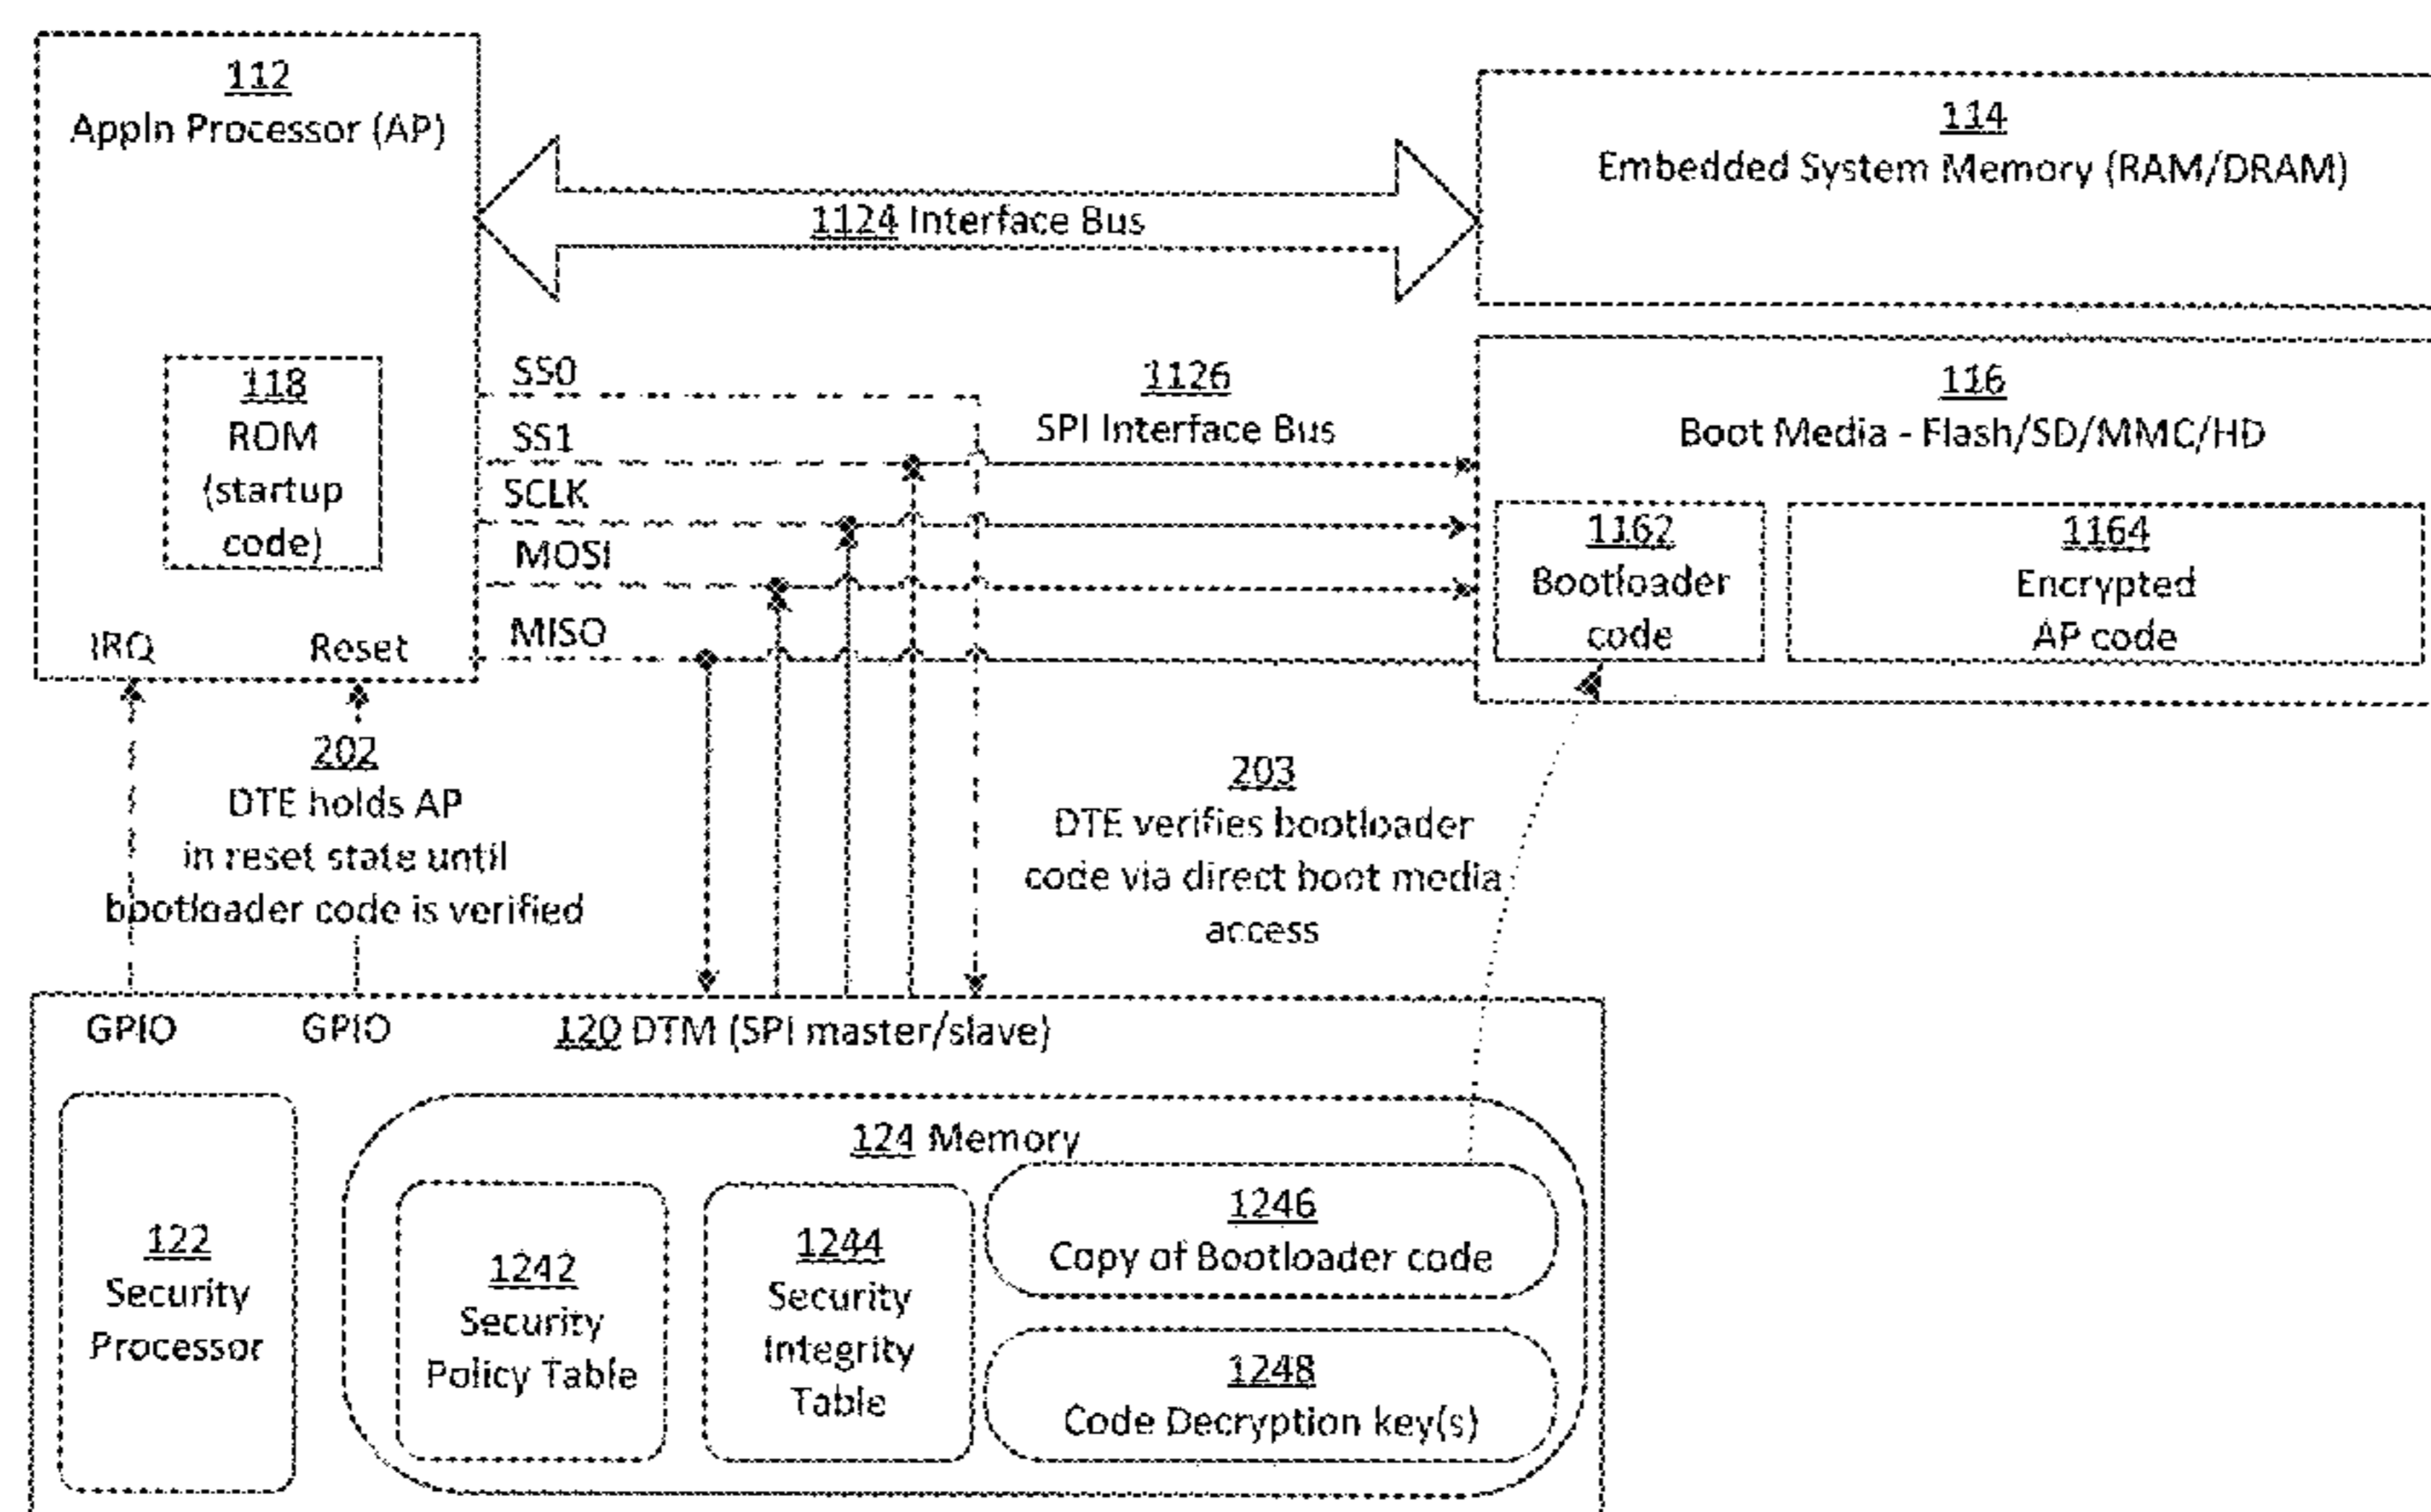 112
Appln Processor (AP)
114
Embedded System Memory (RAM/DRAM)
1124 Interface Bus
118
ROM
(startup
code)
IRQ
Reset
SS0
SS1
SCLK
MOSI
MISO
1126
SPI Interface Bus
116
Boot Media - Flash/SD/MMC/HD
1162
Bootloader
code
1164
Encrypted
AP code
202
DTE holds AP
in reset state until
bootloader code is verified
203
DTE verifies bootloader
code via direct boot media
access
GPIO
GPIO
120 DTM (SPI master/slave)
122
Security
Processor
124 Memory
1242
Security
Policy Table
1244
Security
Integrity
Table
1246
Copy of Bootloader code
1248
Code Decryption key(s)